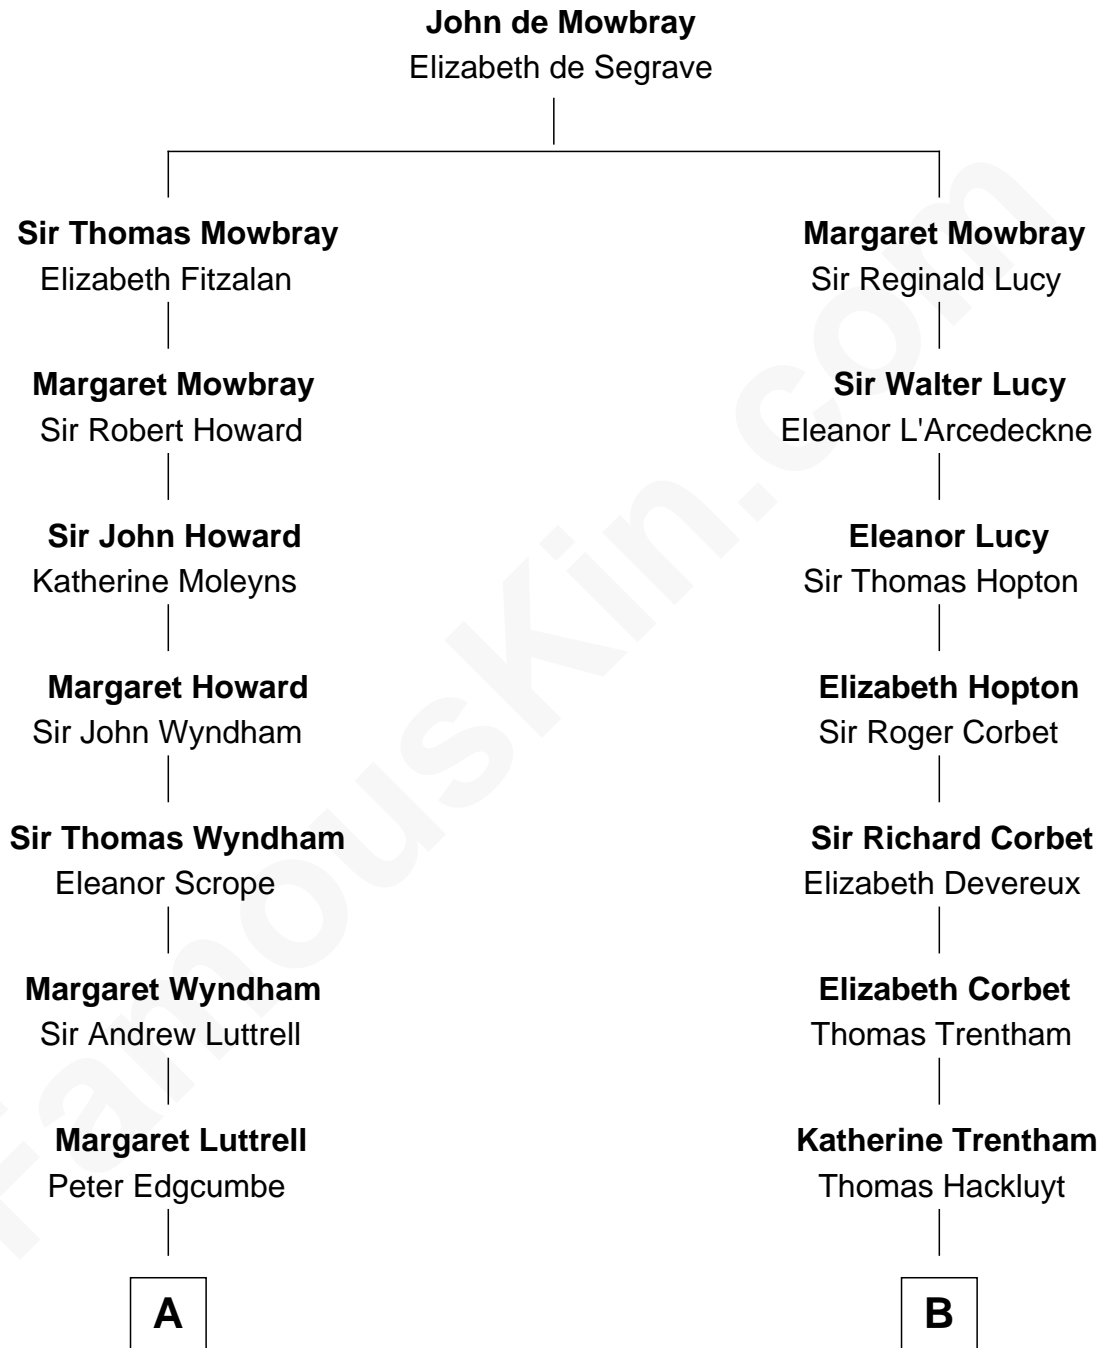 John de Mowbray
Elizabeth de Segrave
Sir Thomas Mowbray
Elizabeth Fitzalan
Margaret Mowbray
Sir Robert Howard
Sir John Howard
Katherine Moleyns
Margaret Howard
Sir John Wyndham
Sir Thomas Wyndham
Eleanor Scrope
Margaret Wyndham
Sir Andrew Luttrell
Margaret Luttrell
Peter Edgcumbe
A
Margaret Mowbray
Sir Reginald Lucy
Sir Walter Lucy
Eleanor L'Arcedeckne
Eleanor Lucy
Sir Thomas Hopton
Elizabeth Hopton
Sir Roger Corbet
Sir Richard Corbet
Elizabeth Devereux
Elizabeth Corbet
Thomas Trentham
Katherine Trentham
Thomas Hackluyt
B
FamousKin.com